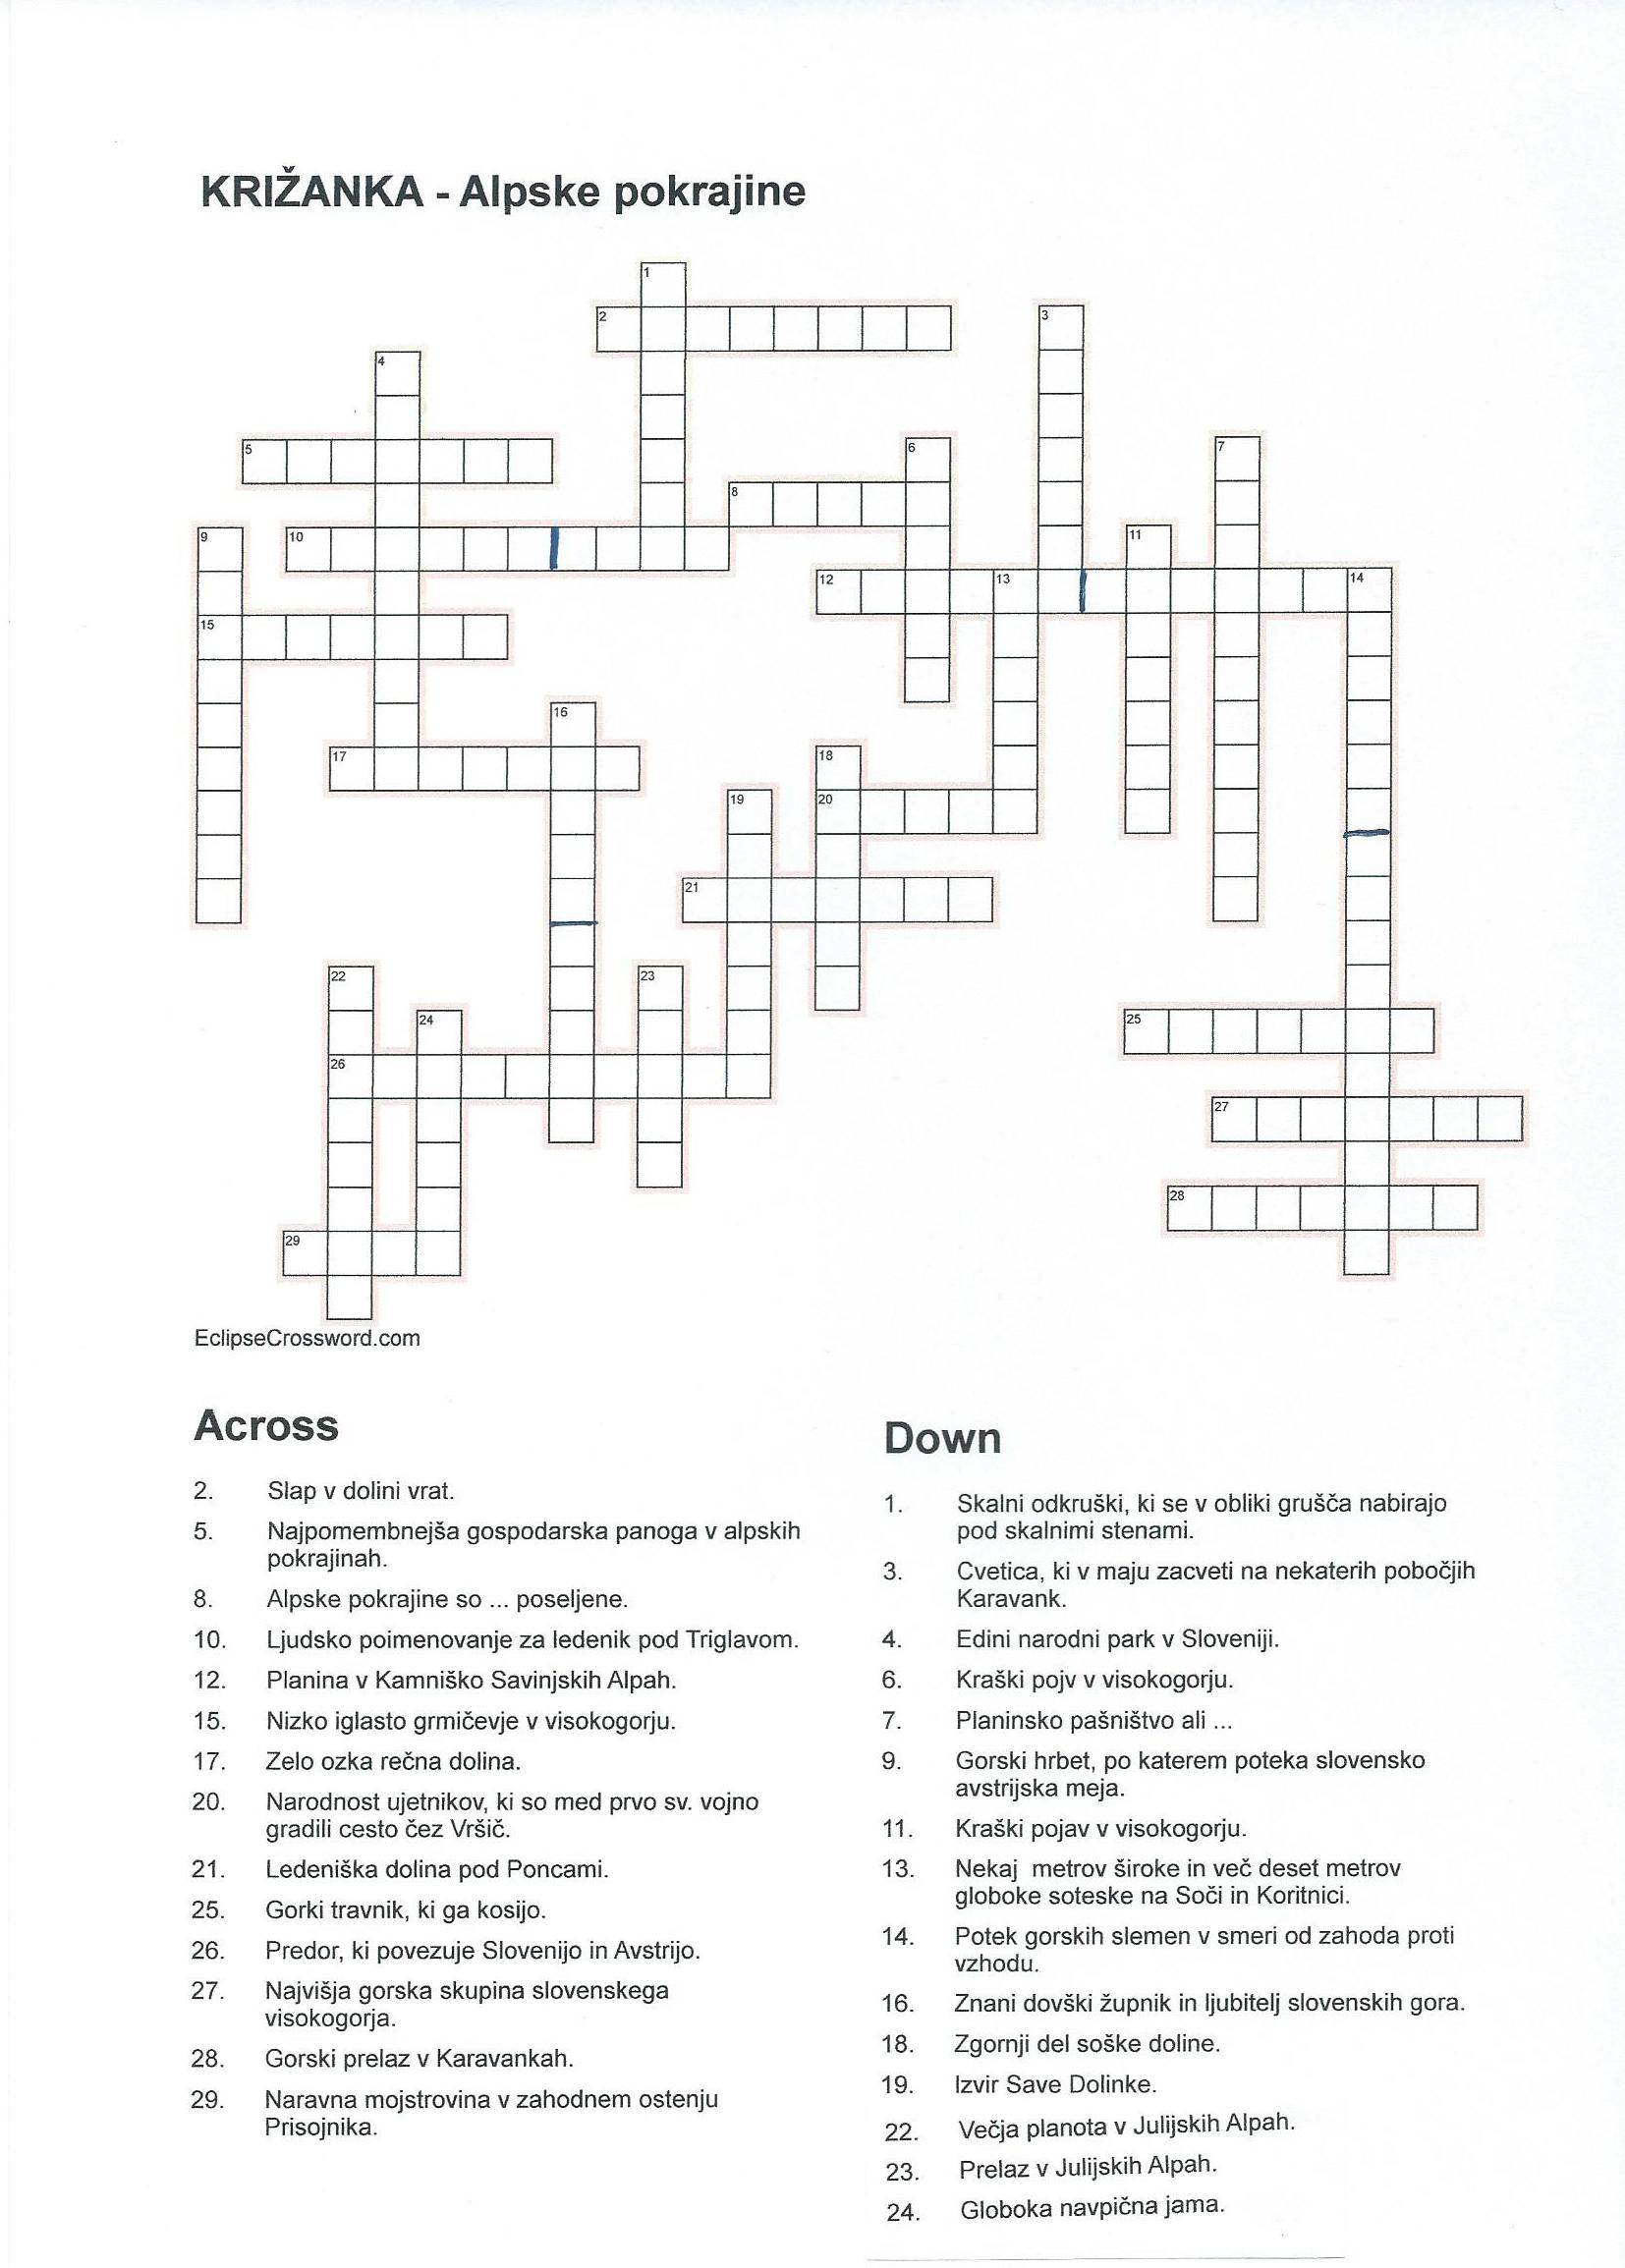 KRIŽANKA - Alpske pokrajine
1
2
3
4
5
6
7
8
9
10
11
12
13
14
15
16
17
18
19
20
21
22
23
24
25
26
27
28
29
EclipseCrossword.com
Across
2. Slap v dolini vrat.
5. Najpomembnejša gospodarska panoga v alpskih
pokrajinah.
8. Alpske pokrajine so ... poseljene.
10. Ljudsko poimenovanje za ledenik pod Triglavom.
12. Planina v Kamniško Savinjskih Alpah.
15. Nizko iglasto grmičevje v visokogorju.
17. Zelo ozka rečna dolina.
20. Narodnost ujetnikov, ki so med prvo sv. vojno
gradili cesto čez Vršič.
21. Ledeniška dolina pod Poncami.
25. Gorki travnik, ki ga kosijo.
26. Predor, ki povezuje Slovenijo in Avstrijo.
27. Najvišja gorska skupina slovenskega
visokogorja.
28. Gorski prelaz v Karavankah.
29. Naravna mojstrovina v zahodnem ostenju
Prisojnika.
Down
1. Skalni odkruški, ki se v obliki grušča nabirajo
pod skalnimi stenami.
3. Cvetica, ki v maju zacveti na nekaterih pobočjih
Karavank.
4. Edini narodni park v Sloveniji.
6. Kraški pojv v visokogorju.
7. Planinsko pašništvo ali ...
9. Gorski hrbet, po katerem poteka slovensko
avstrijska meja.
11. Kraški pojav v visokogorju.
13. Nekaj metrov široke in več deset metrov
globoke soteske na Soči in Koritnici.
14. Potek gorskih slemen v smeri od zahoda proti
vzhodu.
16. Znani dovški župnik in ljubitelj slovenskih gora.
18. Zgornji del soške doline.
19. Izvir Save Dolinke.
22. Večja planota v Julijskih Alpah.
23. Prelaz v Julijskih Alpah.
24. Globoka navpična jama.